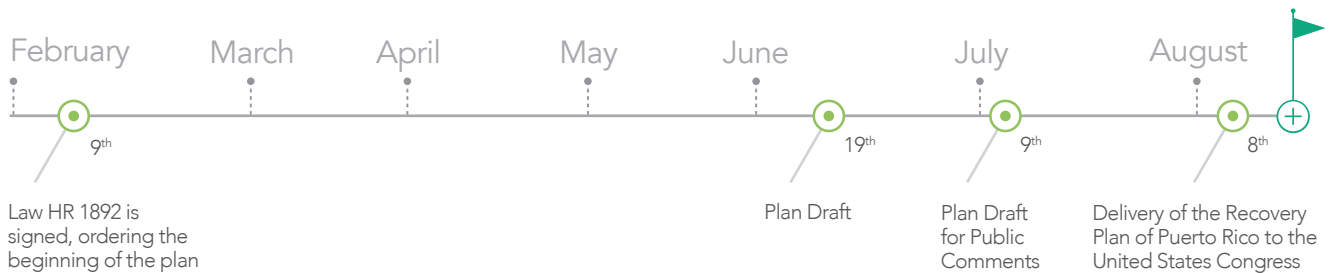 February March April May June July August
9th 19th 9th 8th
Law HR 1892 is
signed, ordering the
beginning of the plan
Plan Draft
Plan Draft
for Public
Comments
Delivery of the Recovery
Plan of Puerto Rico to the
United States Congress